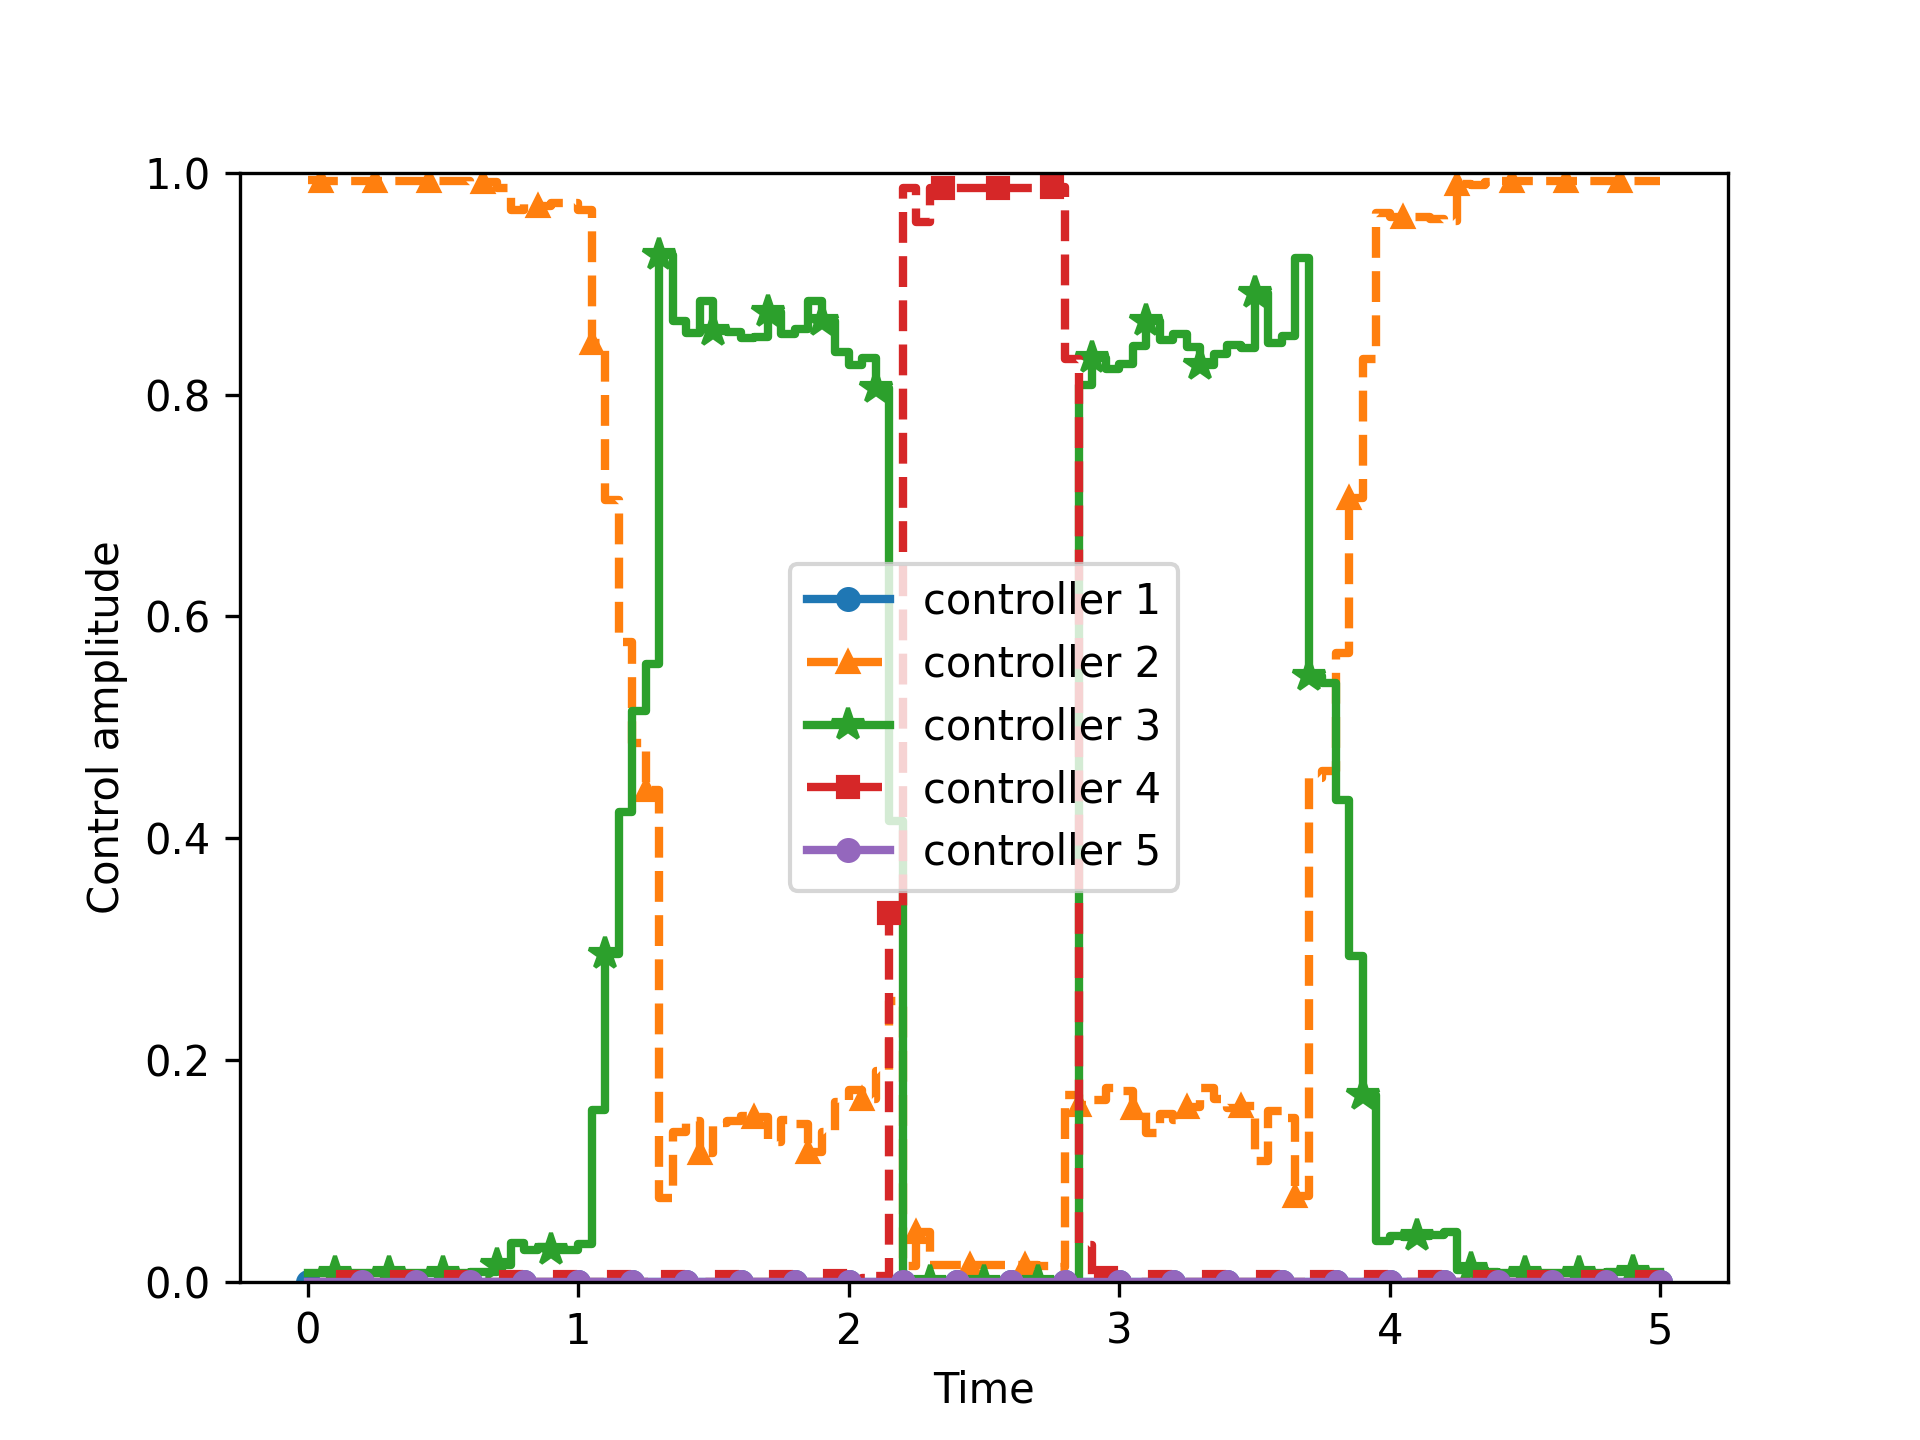 1.0
0.8
0.6
0.4
0.2
0.0
Control amplitude
controller 1
controller 2
controller 3
controller 4
controller 5
0 1 2 3 4 5
Time